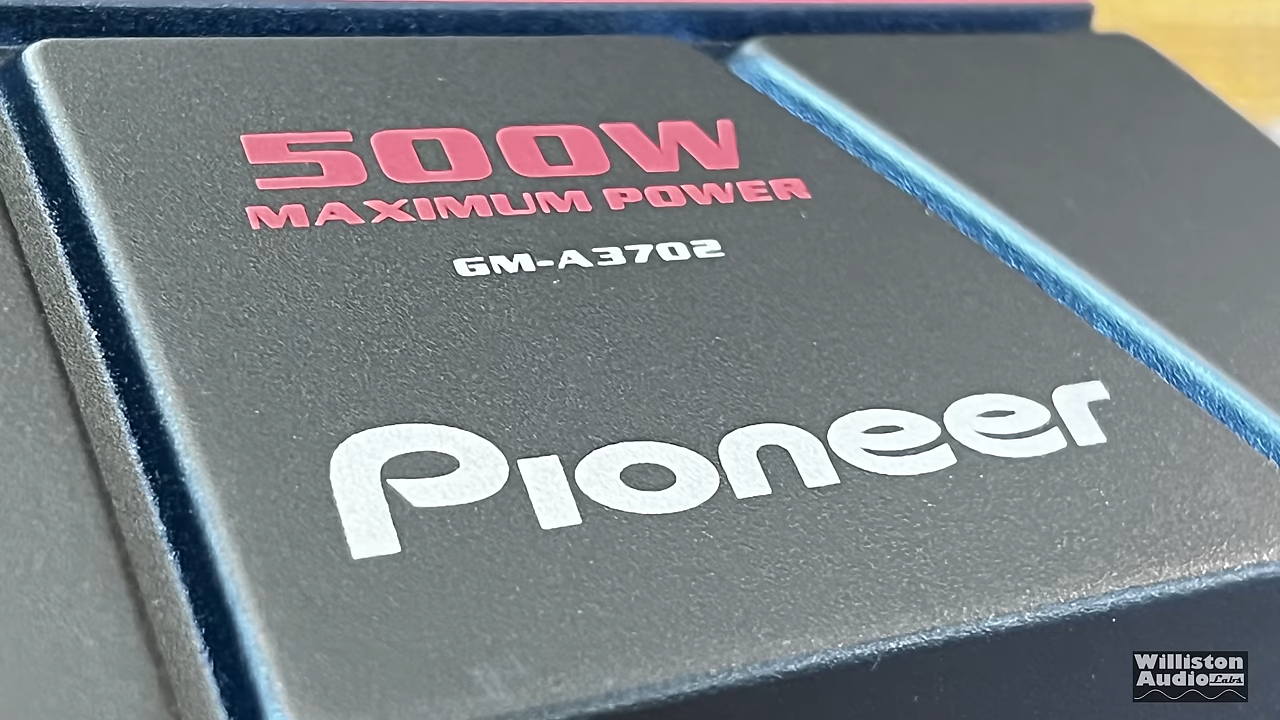 500W
MAXIMUM POWER
GM-A3702
Pioneer
Williston
Audio Labs